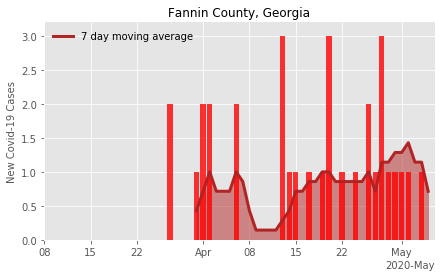 Fannin County, Georgia
7 day moving average
New Covid-19 Cases
3.0
2.5
2.0
1.5
1.0
0.5
0.0
08 15 22 Apr 08 15 22 May
2020-May